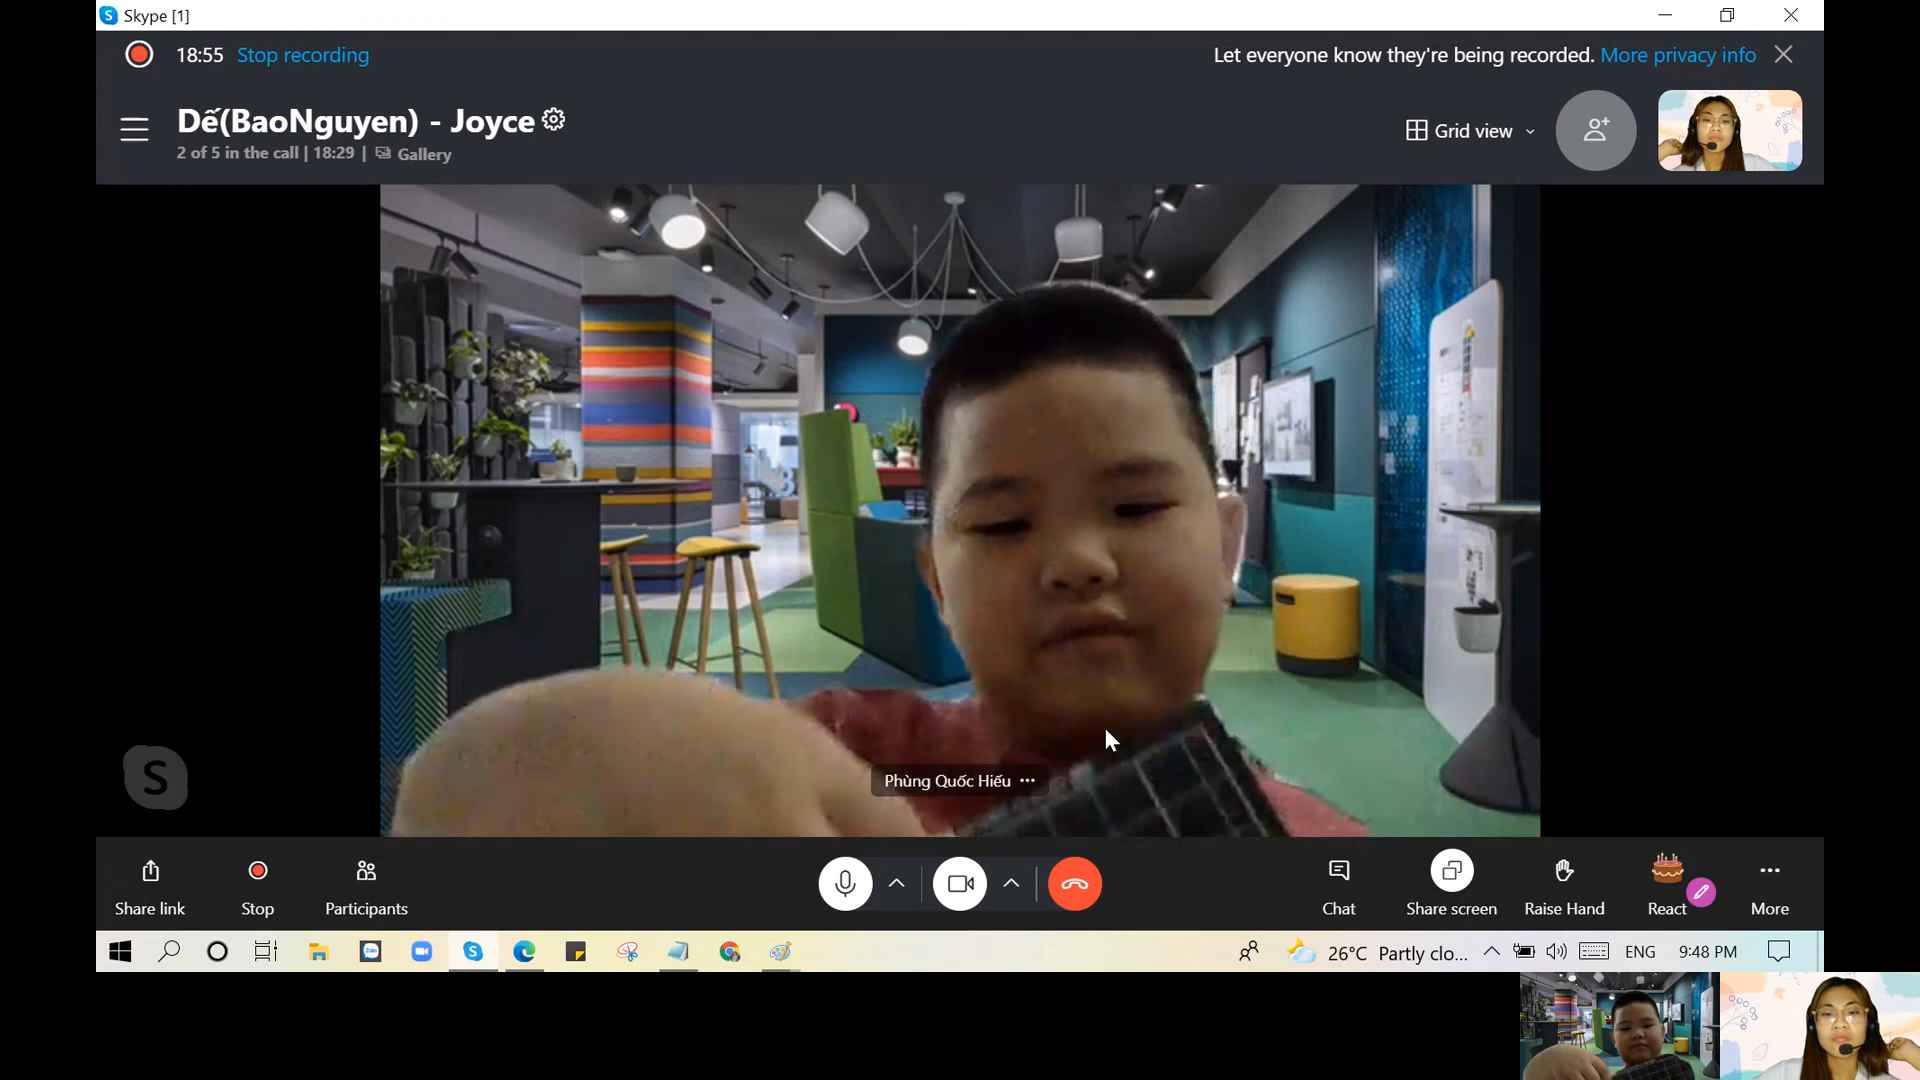 Skype [1]
18:55 Stop recording
Let everyone know they're being recorded. More privacy info
Dế(BaoNguyen) - Joyce
2 of 5 in the call | 18:29 | Gallery
Grid view
Phùng Quốc Hiếu
Share link
Stop
Participants
Chat
Share screen
Raise Hand
React
More
26°C Partly clo...
ENG
9:48 PM